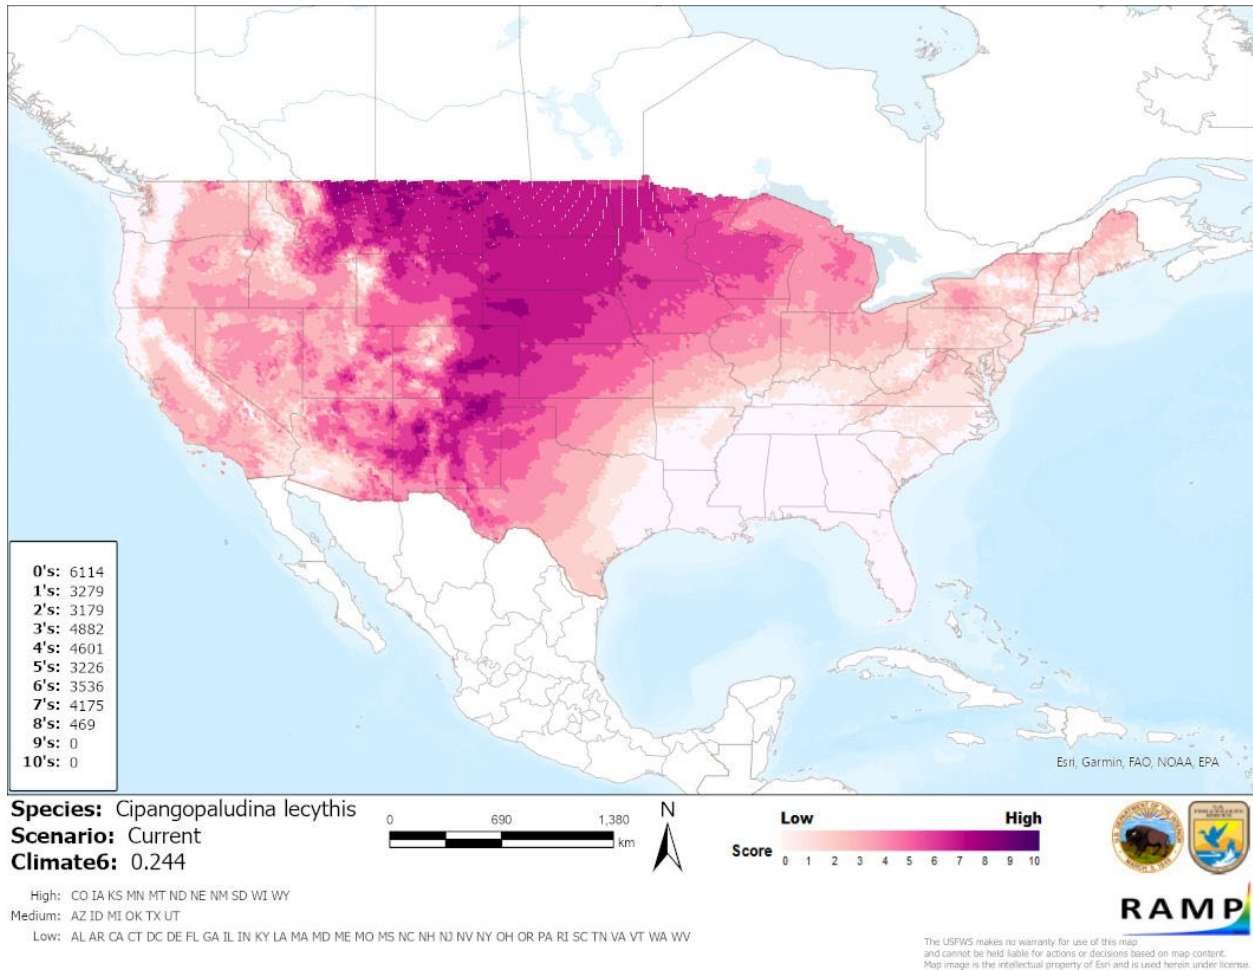 0's: 6114
1's: 3279
2's: 3179
3's: 4882
4's: 4601
5's: 3226
6's: 3536
7's: 4175
8's: 469
9's: 0
10's: 0
Esri, Garmin, FAO, NOAA, EPA
Species: Cipangopaludina lecythis
Scenario: Current
Climate6: 0.244
0 690 1,380
km
N
Low High
Score 0 1 2 3 4 5 6 7 8 9 10
High: CO IA KS MN MT ND NE NM SD WI WY
Medium: AZ ID MI OK TX UT
Low: AL AR CA CT DC DE FL GA IL IN KY LA MA MD ME MO MS NC NH NJ NV NY OH OR PA RI SC TN VA VT WA WV
RAMP
The USFWS makes no warranty for use of this map
and cannot be held liable for actions or decisions based on map content.
Map image is the intellectual property of Esri and is used herein under license.